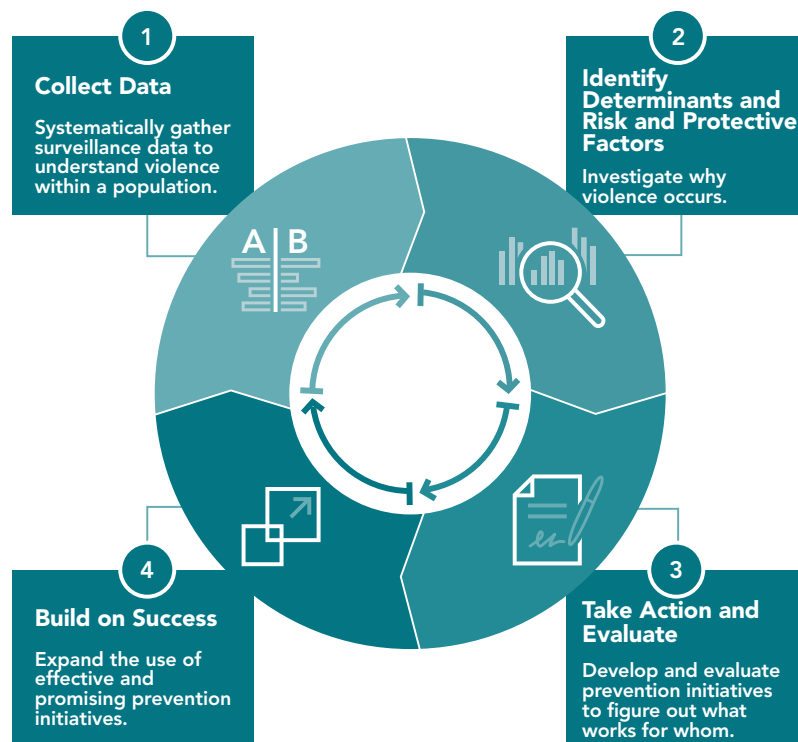 1
Collect Data
Systematically gather
surveillance data to
understand violence
within a population.
2
Identify
Determinants and
Risk and Protective
Factors
Investigate why
violence occurs.
A B
4
Build on Success
Expand the use of
effective and
promising prevention
initiatives.
3
Take Action and
Evaluate
Develop and evaluate
prevention initiatives
to figure out what
works for whom.